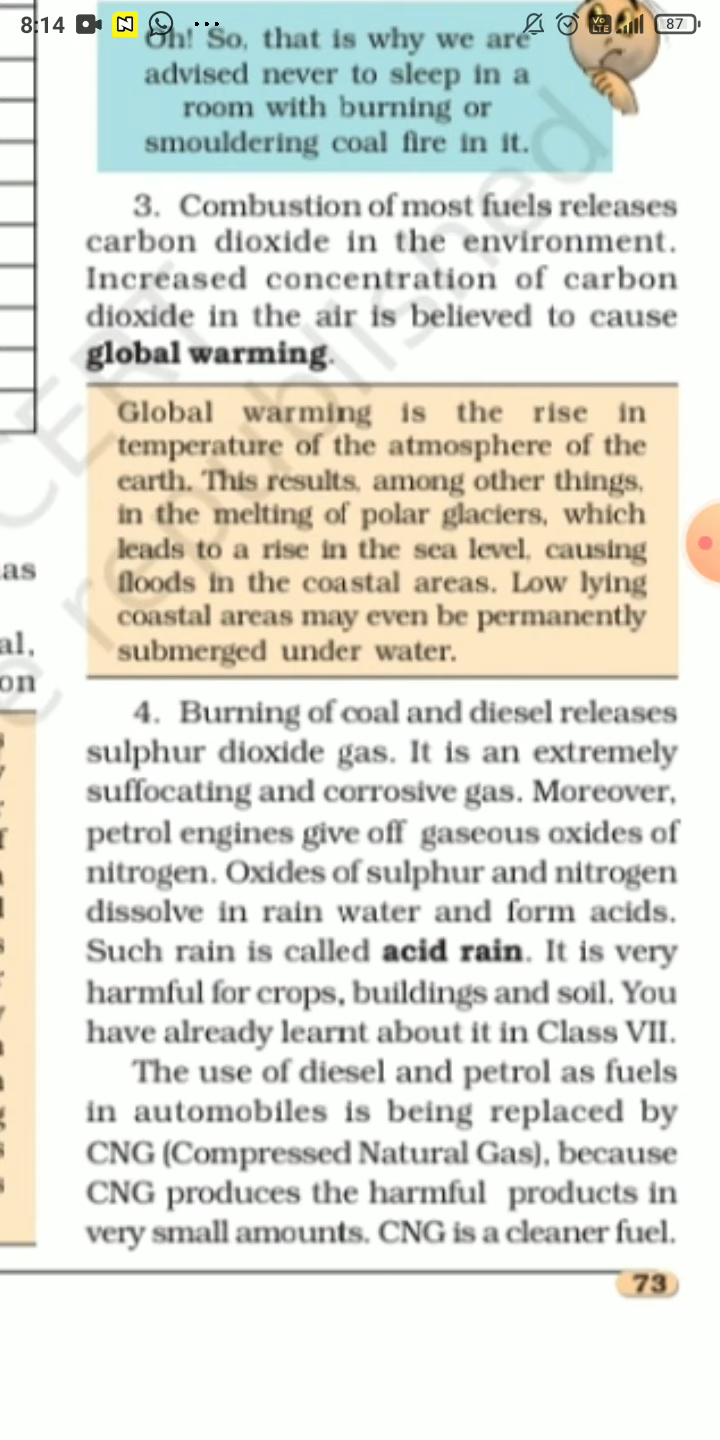 8:14 87
Oh! So, that is why we are
advised never to sleep in a
room with burning or
smouldering coal fire in it.
3. Combustion of most fuels releases
carbon dioxide in the environment.
Increased concentration of carbon
dioxide in the air is believed to cause
global warming.
Global warming is the rise in
temperature of the atmosphere of the
earth. This results, among other things,
in the melting of polar glaciers, which
leads to a rise in the sea level, causing
floods in the coastal areas. Low lying
coastal areas may even be permanently
submerged under water.
as
al,
on
4. Burning of coal and diesel releases
sulphur dioxide gas. It is an extremely
suffocating and corrosive gas. Moreover,
petrol engines give off gaseous oxides of
nitrogen. Oxides of sulphur and nitrogen
dissolve in rain water and form acids.
Such rain is called acid rain. It is very
harmful for crops, buildings and soil. You
have already learnt about it in Class VII.
The use of diesel and petrol as fuels
in automobiles is being replaced by
CNG (Compressed Natural Gas), because
CNG produces the harmful products in
very small amounts. CNG is a cleaner fuel.
73